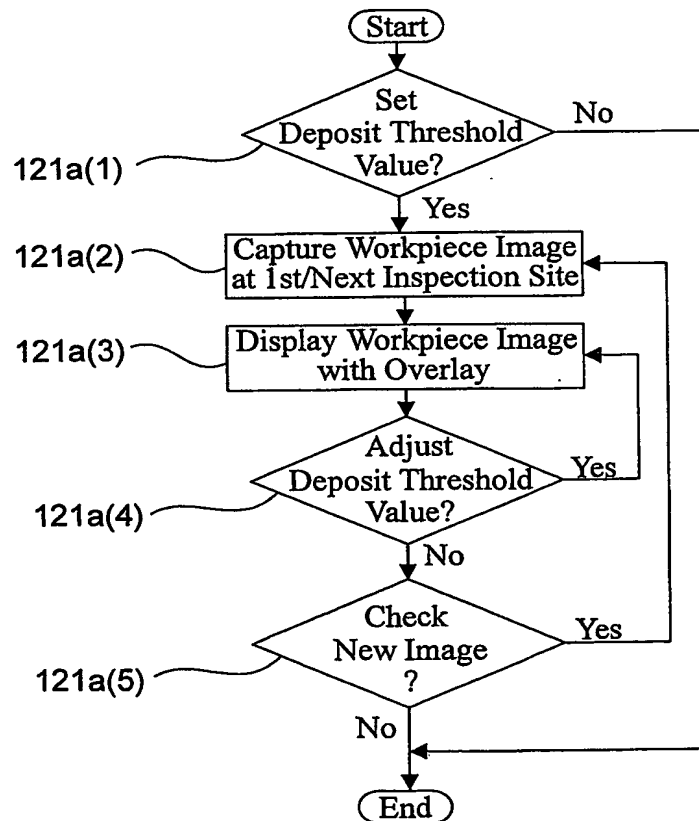 Start
Set
Deposit Threshold
Value?
No
121a(1)
Yes
121a(2)
Capture Workpiece Image
at 1st/Next Inspection Site
121a(3)
Display Workpiece Image
with Overlay
Adjust
Deposit Threshold
Value?
Yes
121a(4)
No
Check
New Image
?
Yes
121a(5)
No
End